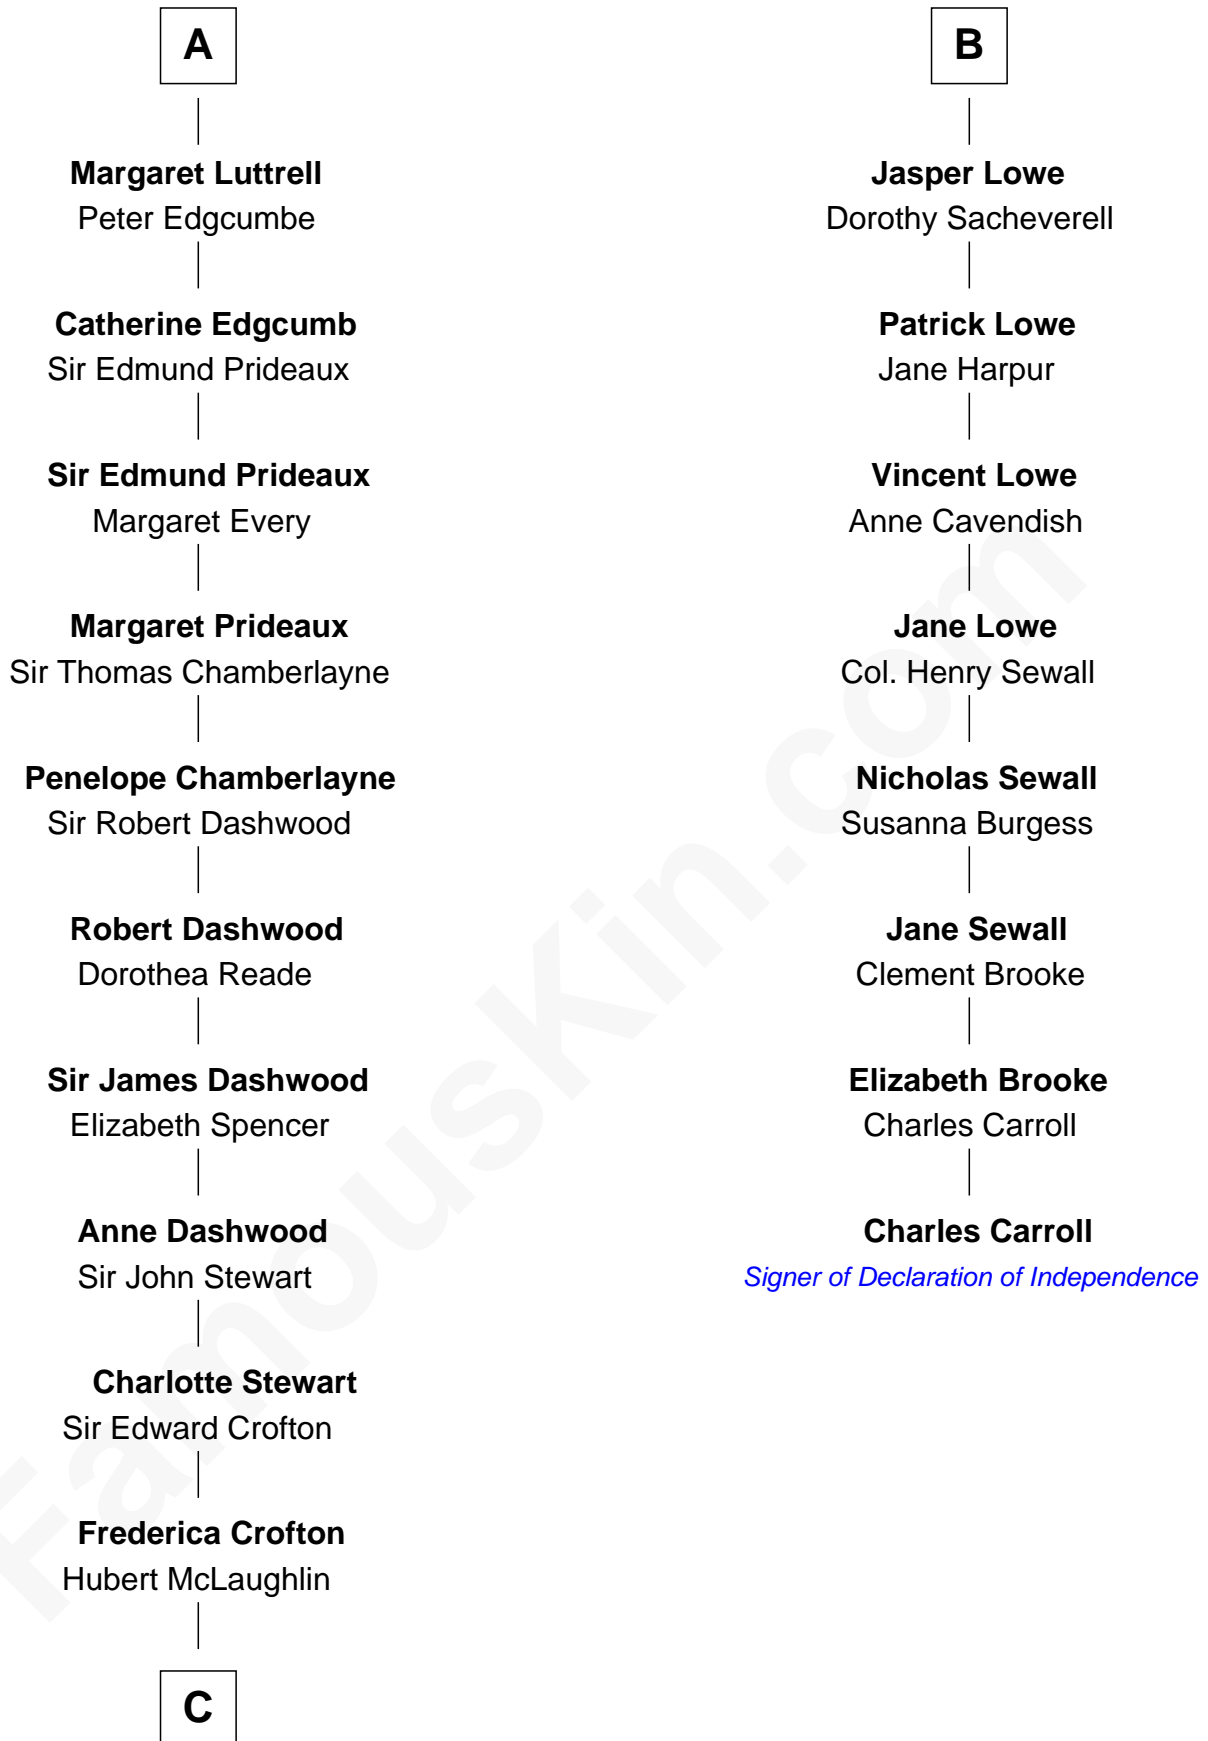 A
Margaret Luttrell
Peter Edgcumbe
Catherine Edgcumb
Sir Edmund Prideaux
Sir Edmund Prideaux
Margaret Every
Margaret Prideaux
Sir Thomas Chamberlayne
Penelope Chamberlayne
Sir Robert Dashwood
Robert Dashwood
Dorothea Reade
Sir James Dashwood
Elizabeth Spencer
Anne Dashwood
Sir John Stewart
Charlotte Stewart
Sir Edward Crofton
Frederica Crofton
Hubert McLaughlin
C
B
Jasper Lowe
Dorothy Sacheverell
Patrick Lowe
Jane Harpur
Vincent Lowe
Anne Cavendish
Jane Lowe
Col. Henry Sewall
Nicholas Sewall
Susanna Burgess
Jane Sewall
Clement Brooke
Elizabeth Brooke
Charles Carroll
Charles Carroll
Signer of Declaration of Independence
FamousKin.com